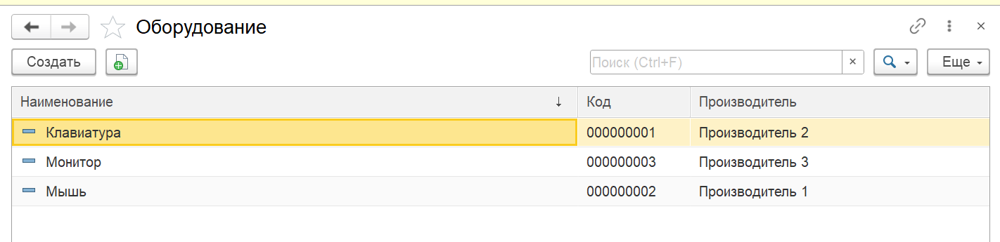 Оборудование
Создать Поиск (Ctrl+F) × Еще
Наименование ↓ Код Производитель
Клавиатура 000000001 Производитель 2
Монитор 000000003 Производитель 3
Мышь 000000002 Производитель 1